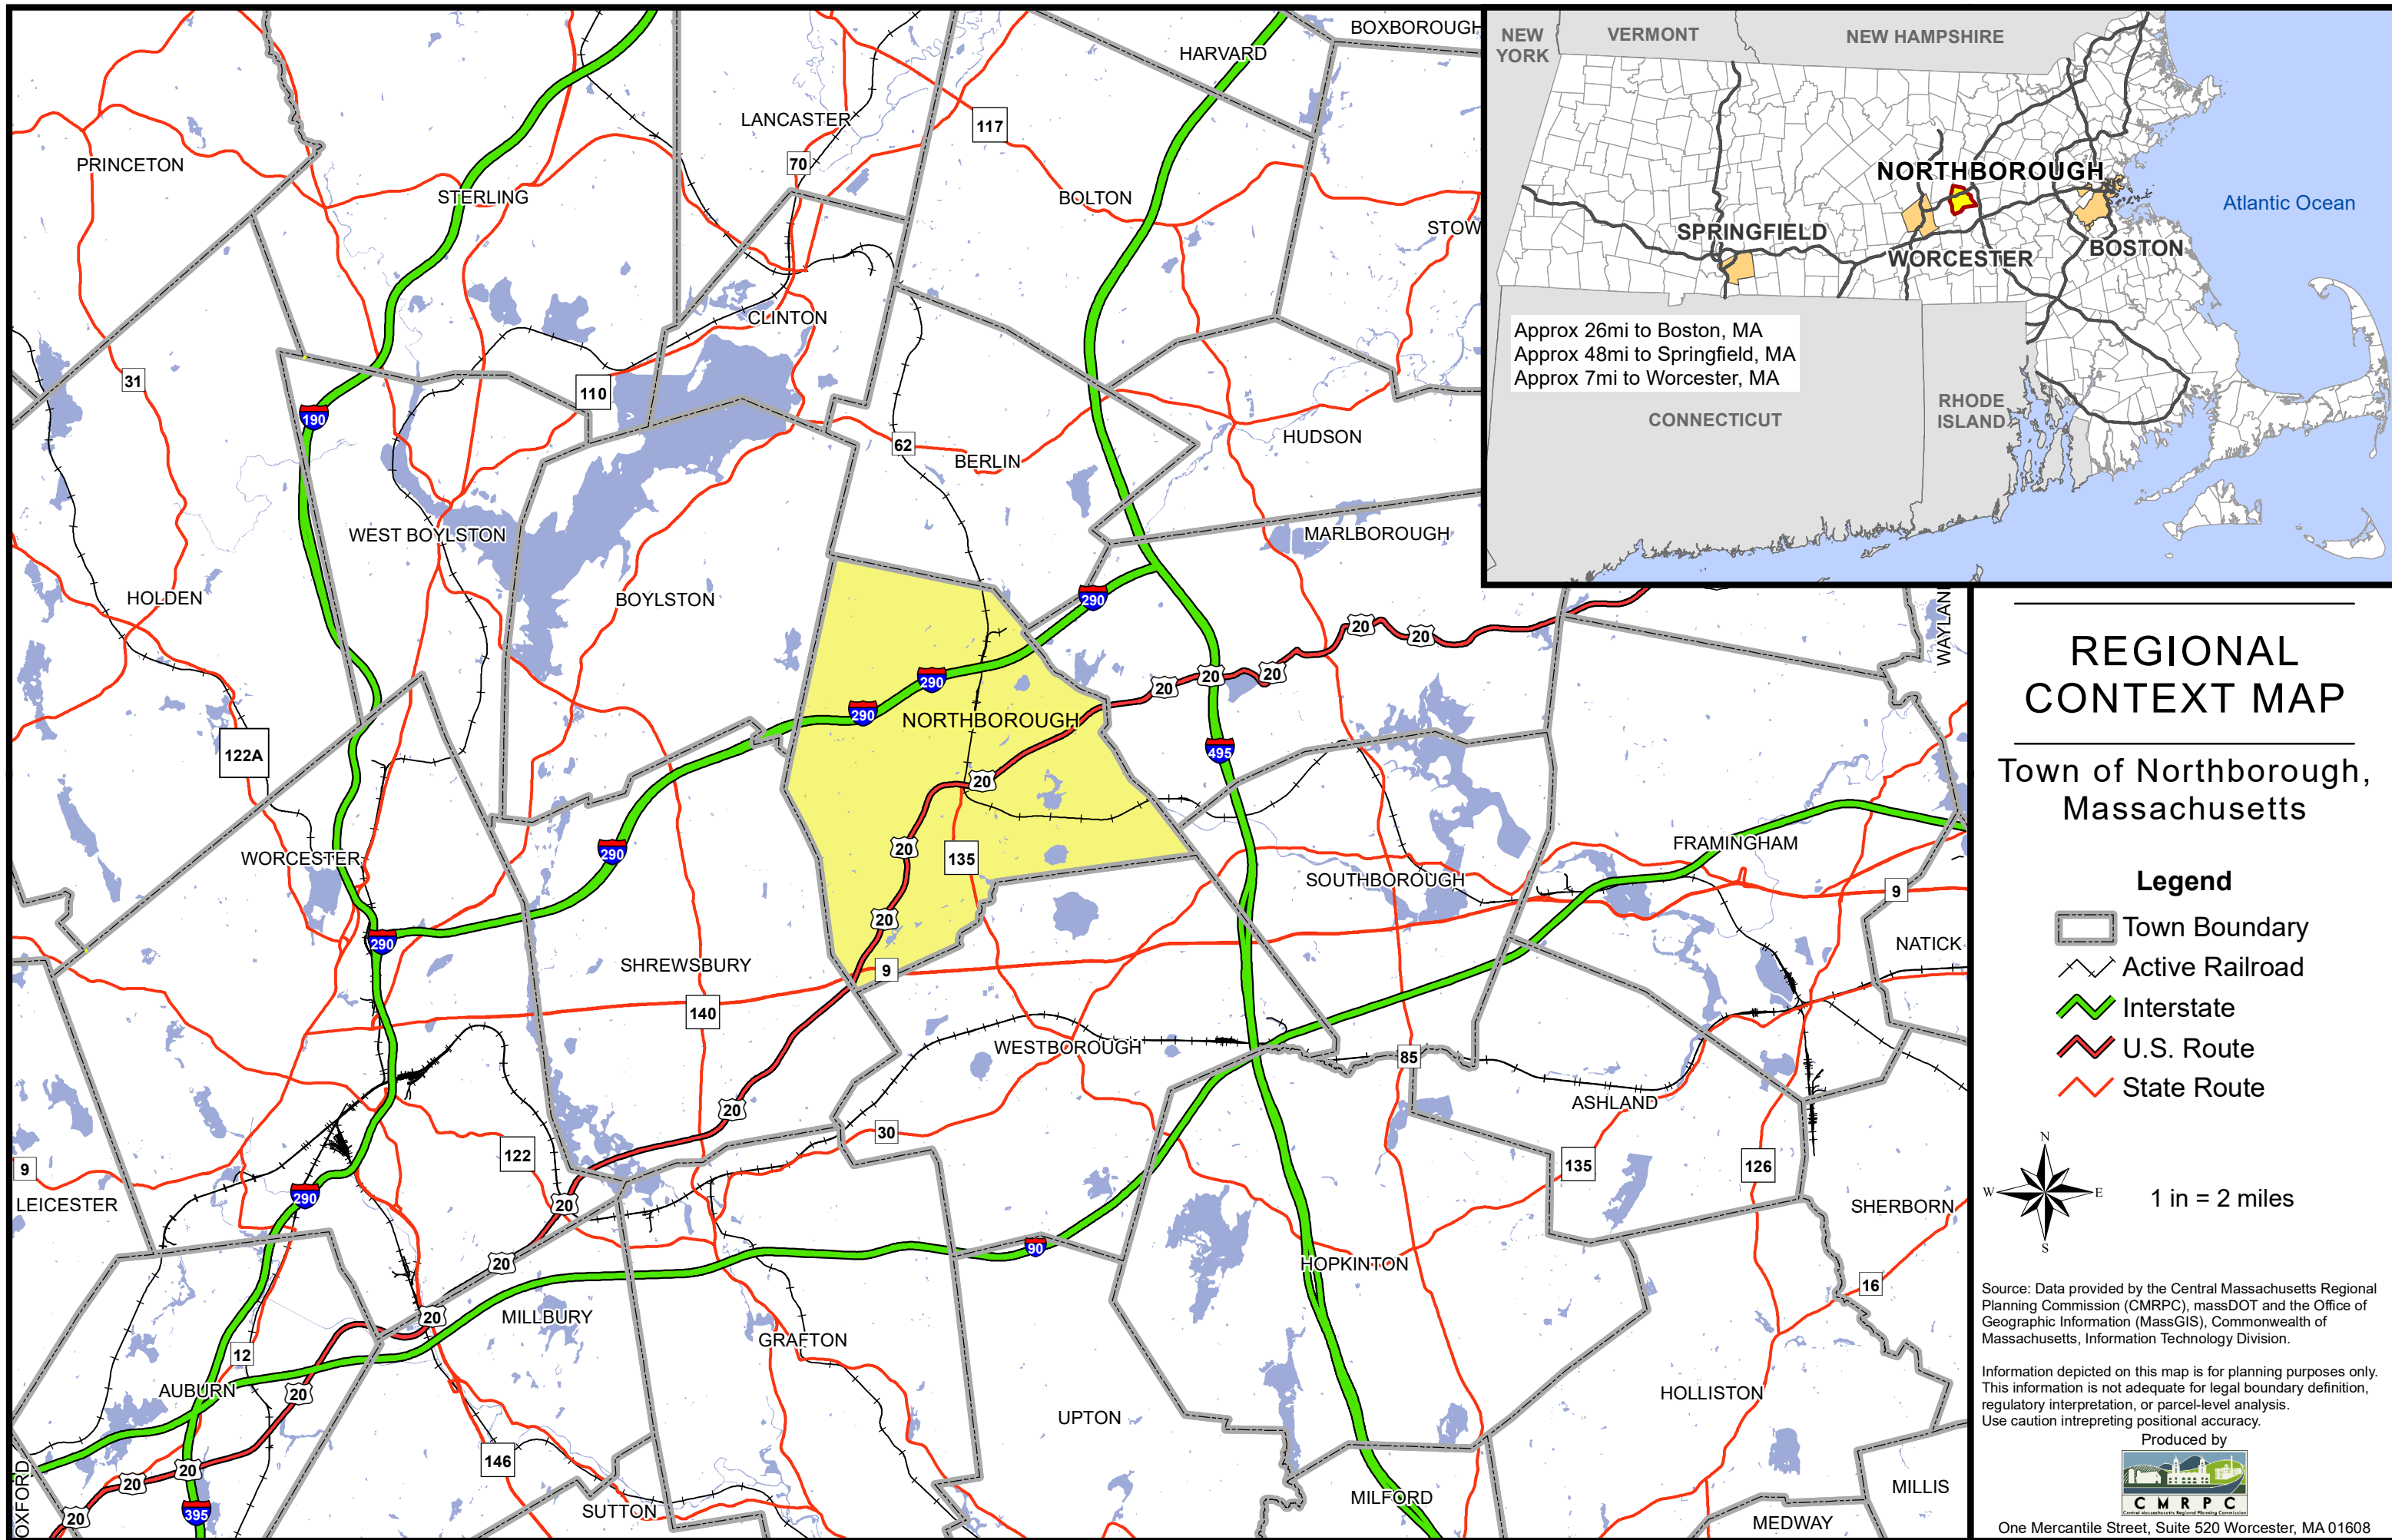 BOXBOROUGH
HARVARD
LANCASTER
117
70
PRINCETON
STERLING
BOLTON
STOW
CLINTON
31
110
190
62
BERLIN
HUDSON
WEST BOYLSTON
MARLBOROUGH
HOLDEN
BOYLSTON
290
20
20
WAYLAND
290
20
20
20
290
NORTHBOROUGH
122A
495
20
290
20
135
WORCESTER
FRAMINGHAM
SOUTHBOROUGH
9
20
290
NATICK
SHREWSBURY
9
140
WESTBOROUGH
85
20
ASHLAND
30
122
9
135
126
290
LEICESTER
20
SHERBORN
90
20
HOPKINTON
16
20
MILLBURY
GRAFTON
12
AUBURN
20
HOLLISTON
UPTON
146
20
20
OXFORD
MILLIS
MILFORD
395
20
SUTTON
MEDWAY
NEW
YORK
VERMONT
NEW HAMPSHIRE
NORTHBOROUGH
Atlantic Ocean
SPRINGFIELD
BOSTON
WORCESTER
Approx 26mi to Boston, MA
Approx 48mi to Springfield, MA
Approx 7mi to Worcester, MA
CONNECTICUT
RHODE
ISLAND
REGIONAL
CONTEXT MAP
Town of Northborough,
Massachusetts
Legend
Town Boundary
Active Railroad
Interstate
U.S. Route
State Route
N
W
E
S
1 in = 2 miles
Source: Data provided by the Central Massachusetts Regional
Planning Commission (CMRPC), massDOT and the Office of
Geographic Information (MassGIS), Commonwealth of
Massachusetts, Information Technology Division.
Information depicted on this map is for planning purposes only.
This information is not adequate for legal boundary definition,
regulatory interpretation, or parcel-level analysis.
Use caution intrepreting positional accuracy.
Produced by
CMRPC
Central Massachusetts Regional Planning Commission
One Mercantile Street, Suite 520 Worcester, MA 01608